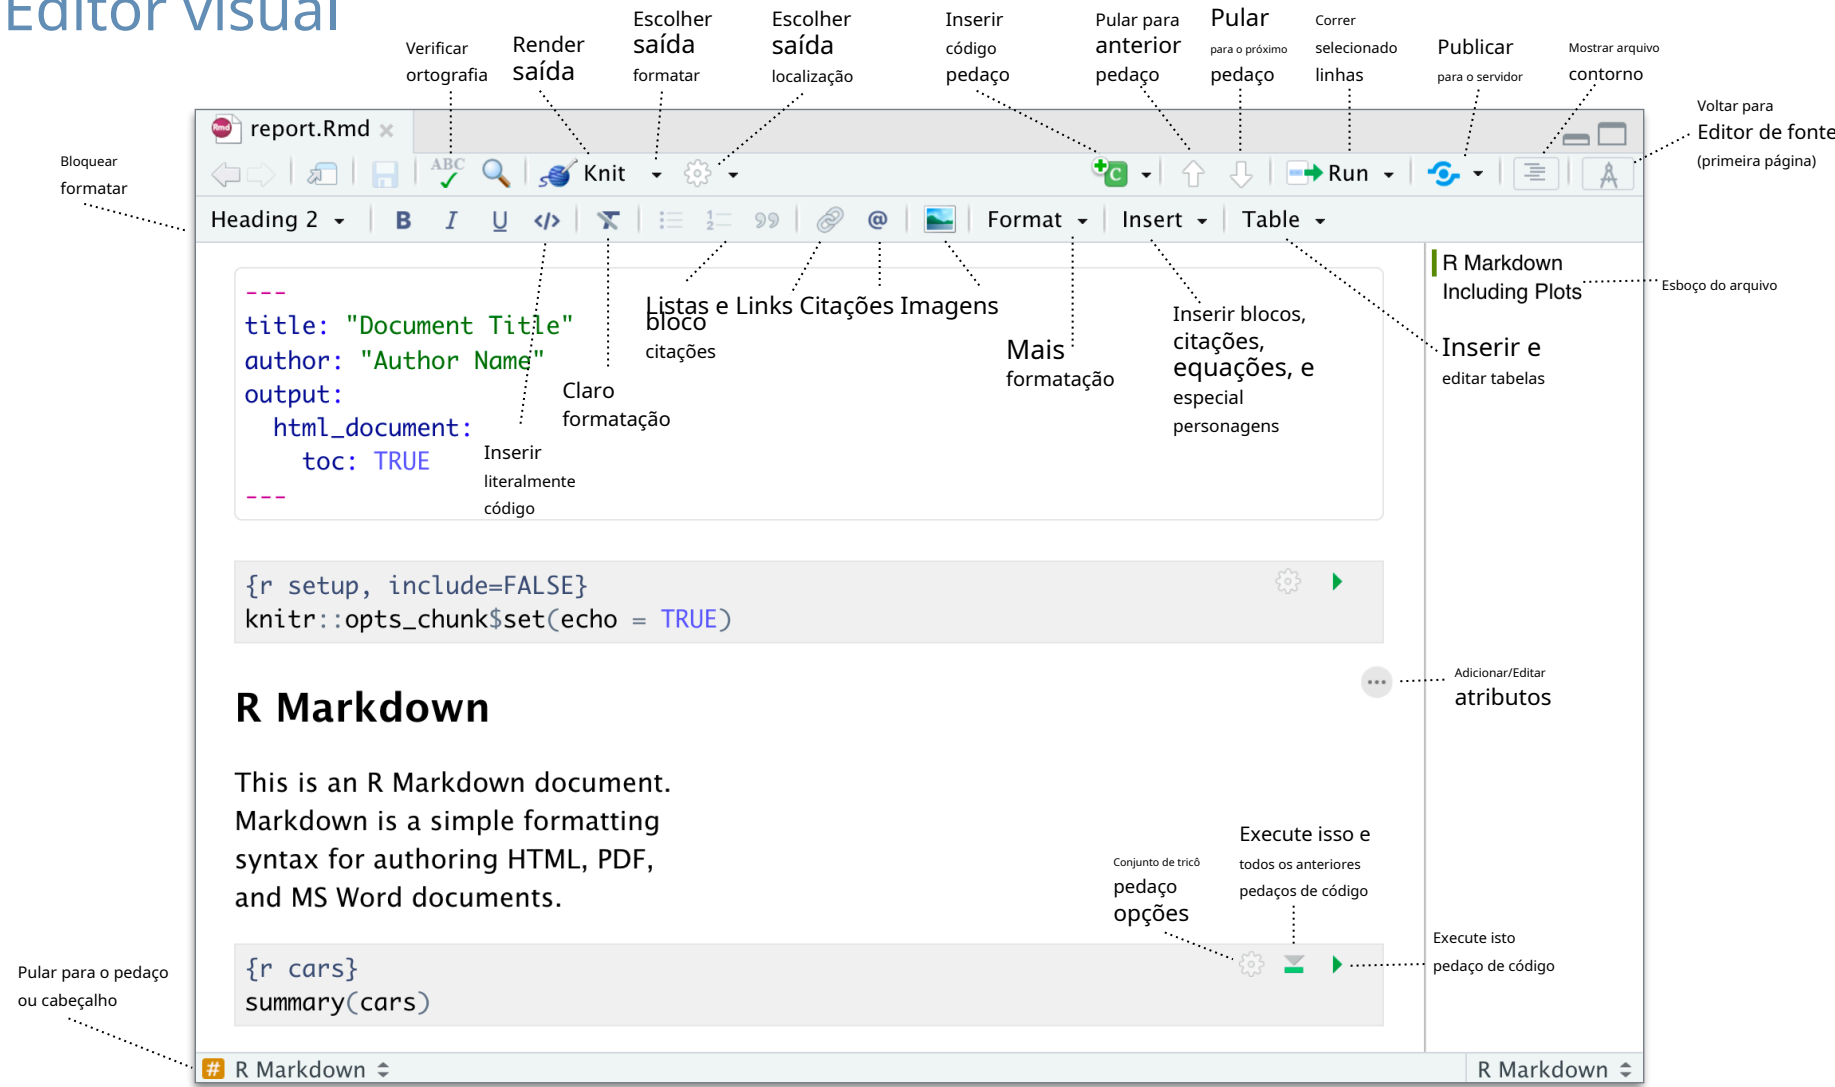 Editor visual
Verificar
ortografia
Render
saída
Escolher
saída
formatar
Escolher
saída
localização
Inserir
código
pedaço
Pular para
anterior
pedaço
Pular
para o próximo
pedaço
Correr
selecionado
linhas
Publicar
para o servidor
Mostrar arquivo
contorno
Voltar para
Editor de fonte
(primeira página)
Bloquear
formatar
Rmd
report.Rmd
ABC
Knit
C
Run
Heading 2
B
I
U
</>
1
2
@
Format
Insert
Table
---
title: "Document Title"
author: "Author Name"
output:
html_document:
toc: TRUE
---
Inserir
literalmente
código
Claro
formatação
Listas e
bloco
citações
Links
Citações
Imagens
Mais
formatação
Inserir blocos,
citações,
equações, e
especial
personagens
R Markdown
Including Plots
Esboço do arquivo
Inserir e
editar tabelas
{r setup, include=FALSE}
knitr::opts_chunk$set(echo = TRUE)
Adicionar/Editar
atributos
R Markdown
This is an R Markdown document.
Markdown is a simple formatting
syntax for authoring HTML, PDF,
and MS Word documents.
Conjunto de tricô
pedaço
opções
Execute isso e
todos os anteriores
pedaços de código
Execute isto
pedaço de código
{r cars}
summary(cars)
Pular para o pedaço
ou cabeçalho
# R Markdown
R Markdown